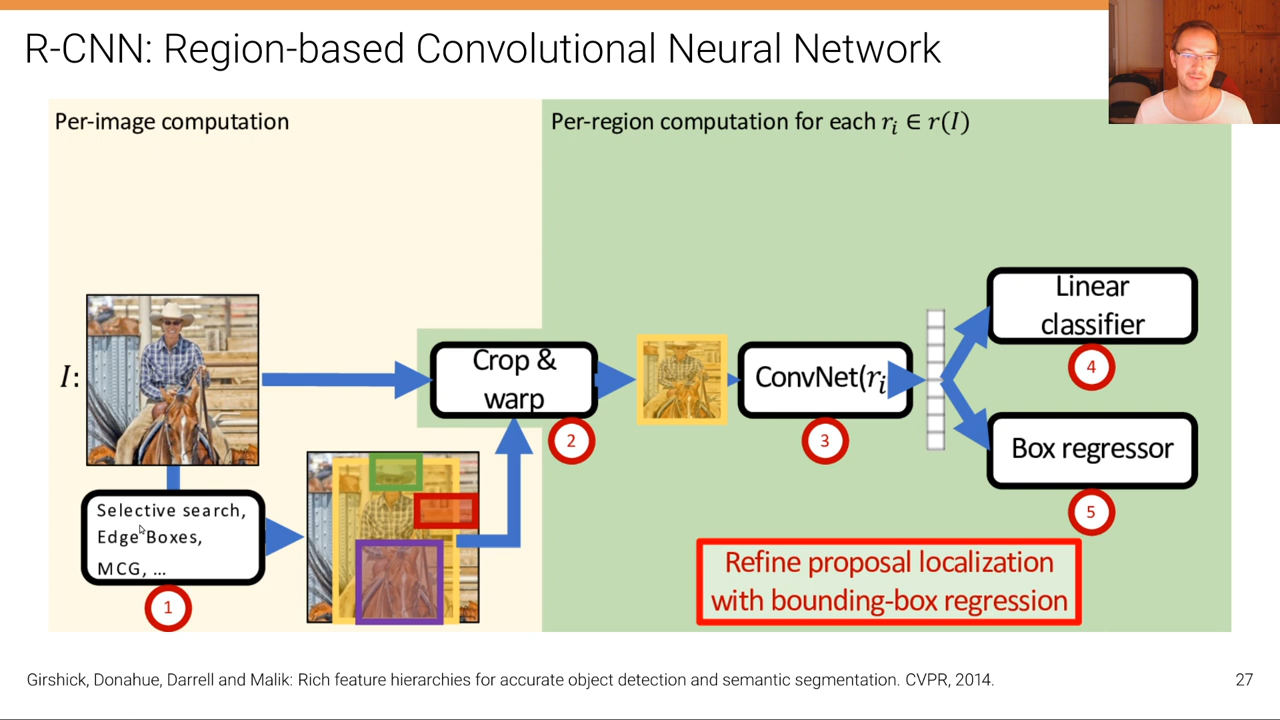 R-CNN: Region-based Convolutional Neural Network
Per-image computation
Per-region computation for each rᵢ ∈ r(I)
I:
Selective search,
Edge Boxes,
MCG, ...
1
Crop &
warp
2
ConvNet(rᵢ
3
Linear
classifier
4
Box regressor
5
Refine proposal localization
with bounding-box regression
Girshick, Donahue, Darrell and Malik: Rich feature hierarchies for accurate object detection and semantic segmentation. CVPR, 2014.
27